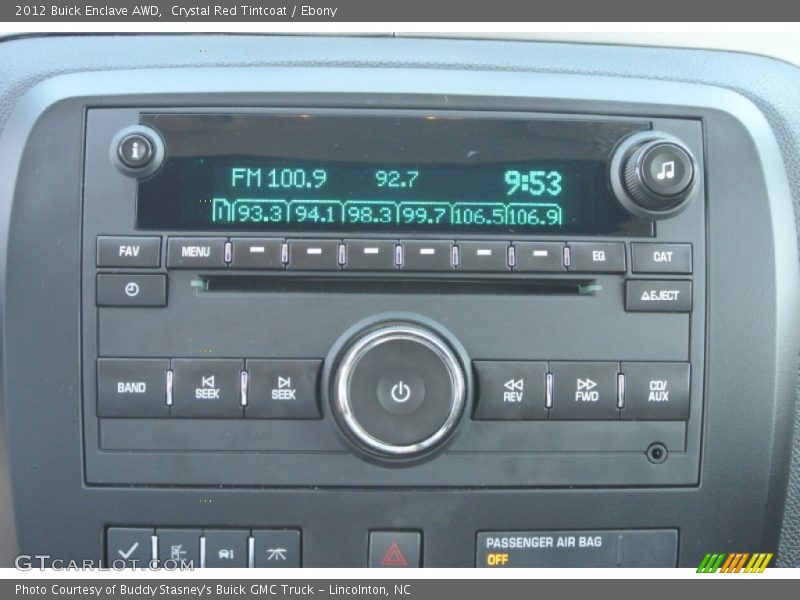 2012 Buick Enclave AWD, Crystal Red Tintcoat / Ebony
i
FM 100.9 92.7 9:53
93.3 94.1 98.3 99.7 106.5 106.9
FAV MENU EQ CAT
EJECT
BAND SEEK SEEK REV FWD CD/AUX
PASSENGER AIR BAG
OFF
GTCarLot.com
Photo Courtesy of Buddy Stasney's Buick GMC Truck – Lincolnton, NC